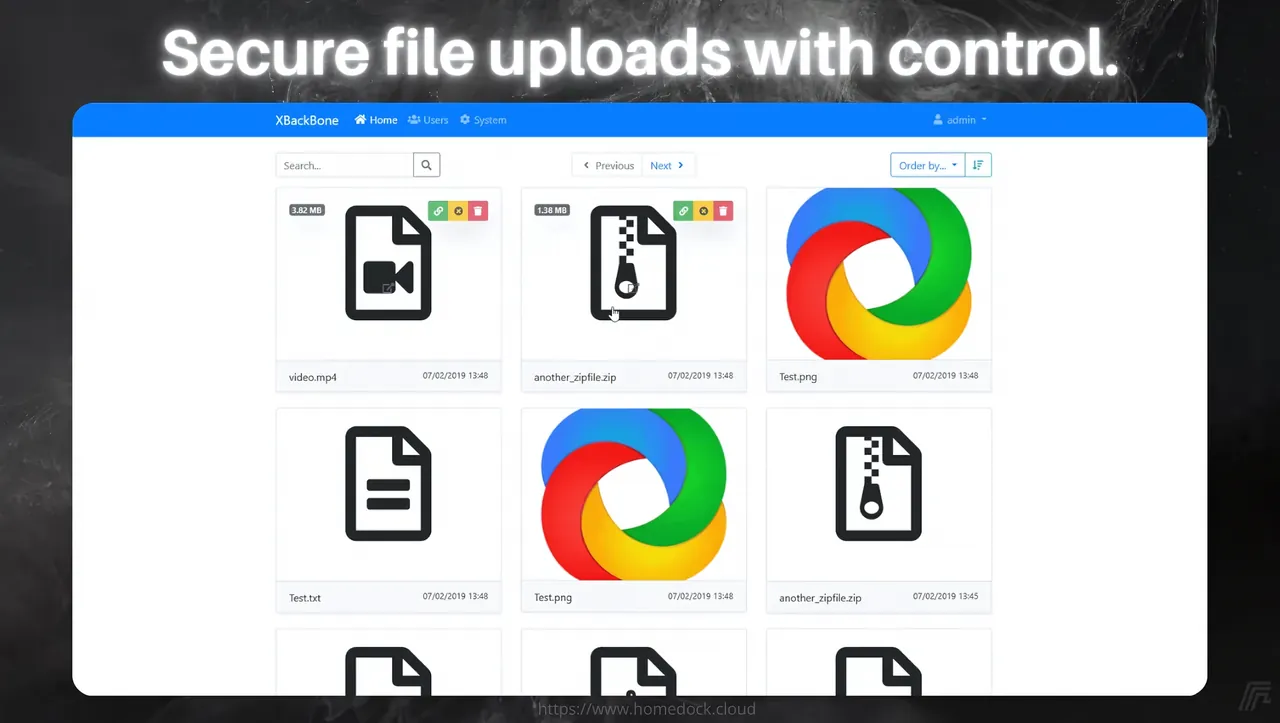 Secure file uploads with control.
XBackBone Home Users System admin
Search... Previous Next Order by...
3.82 MB
1.38 MB
video.mp4 07/02/2019 13:48
another_zipfile.zip 07/02/2019 13:48
Test.png 07/02/2019 13:48
Test.txt 07/02/2019 13:48
Test.png 07/02/2019 13:48
another_zipfile.zip 07/02/2019 13:45
https://www.homedock.cloud